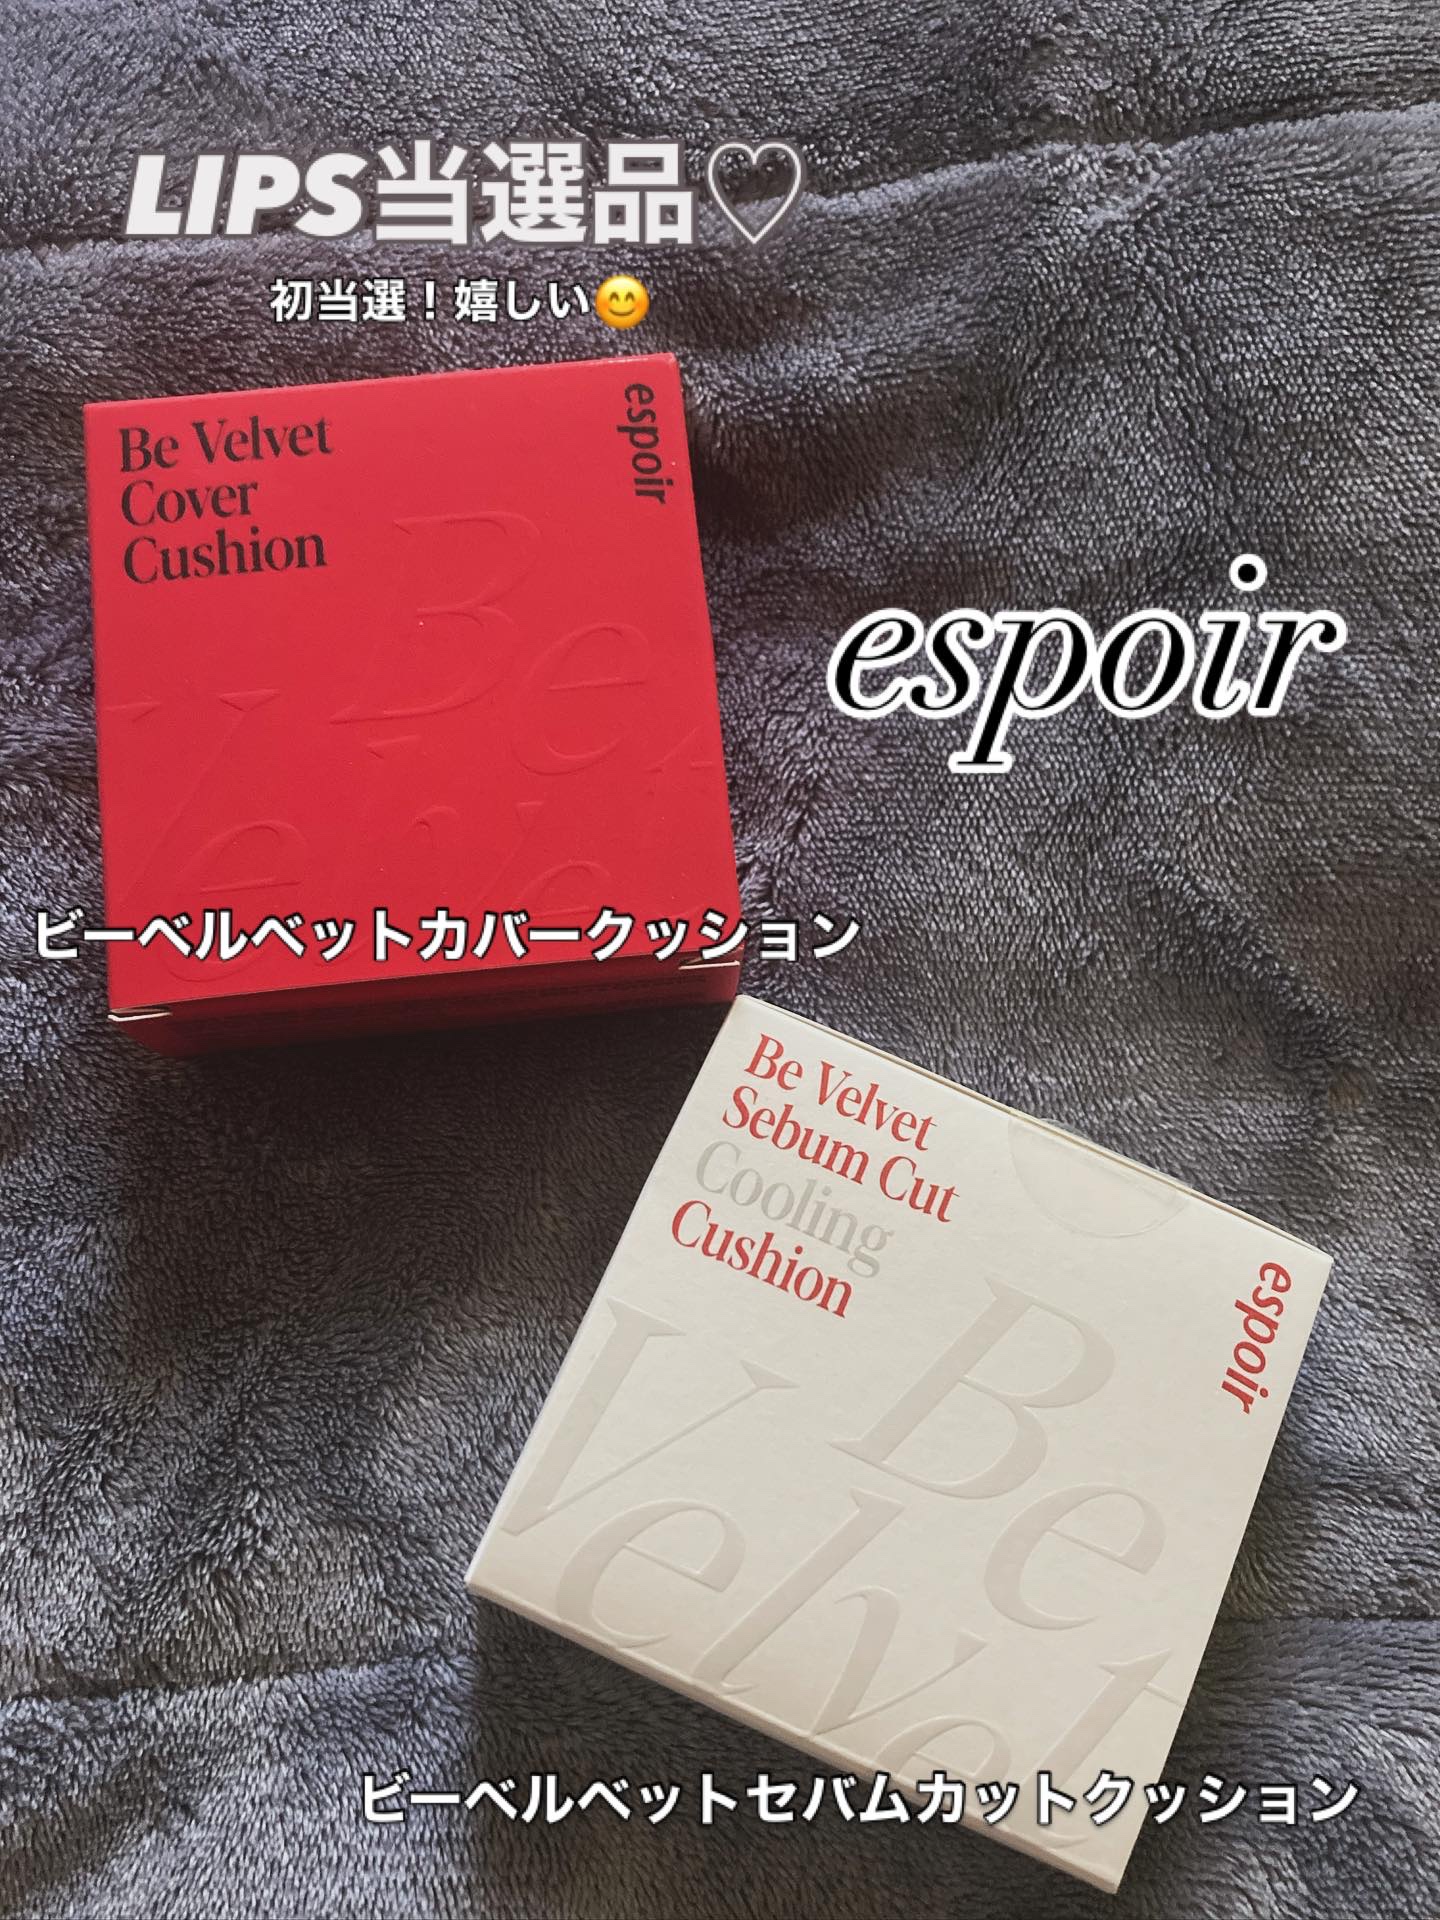 LIPS当選品♡
初当選！嬉しい😊
Be Velvet
Cover
Cushion
espoir
Be
Velvet
espoir
ビーベルベットカバークッション
Be Velvet
Sebum Cut
Cooling
Cushion
espoir
Be
Velvet
ビーベルベットセバムカットクッション